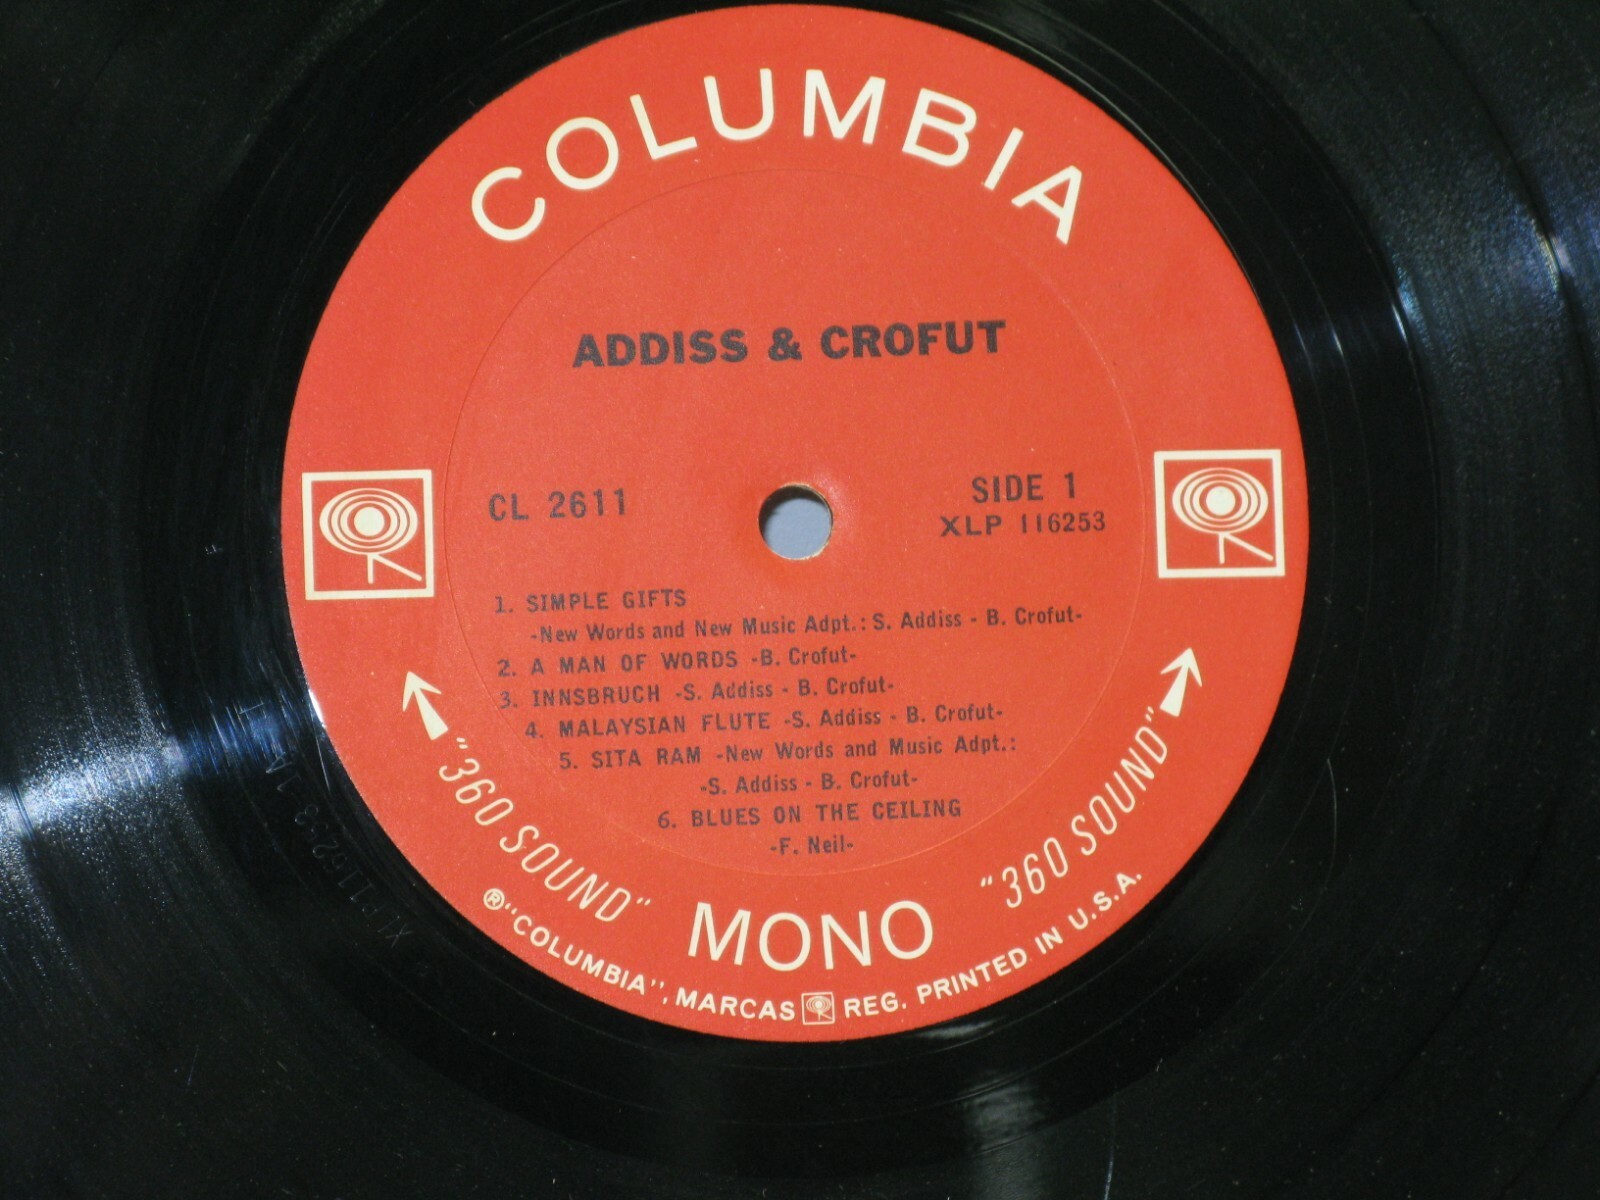 COLUMBIA
ADDISS & CROFUT
CL 2611
SIDE 1
XLP 116253
1. SIMPLE GIFTS
-New Words and New Music Adpt.: S. Addiss - B. Crofut-
2. A MAN OF WORDS -B. Crofut-
3. INNSBRUCH -S. Addiss - B. Crofut-
4. MALAYSIAN FLUTE -S. Addiss - B. Crofut-
5. SITA RAM -New Words and Music Adpt.:
-S. Addiss - B. Crofut-
6. BLUES ON THE CEILING
-F. Neil-
"360 SOUND"
MONO
"360 SOUND"
Ⓡ"COLUMBIA", MARCAS REG. PRINTED IN U.S.A.